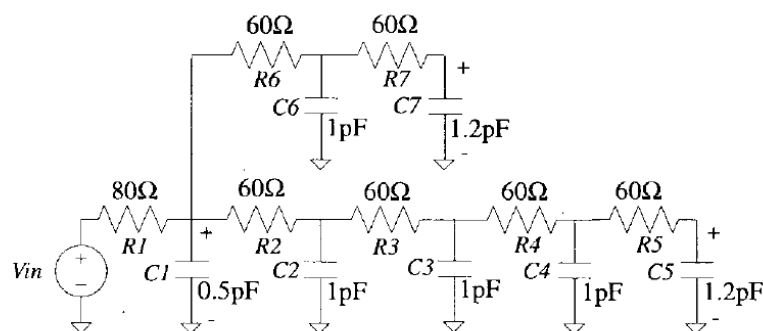 60Ω 60Ω
R6 R7 +
C6 C7
1pF 1.2pF
-
80Ω 60Ω 60Ω 60Ω 60Ω
R1 + R2 R3 R4 R5 +
Vin + - C1 C2 C3 C4 C5
0.5pF 1pF 1pF 1pF 1.2pF
- -